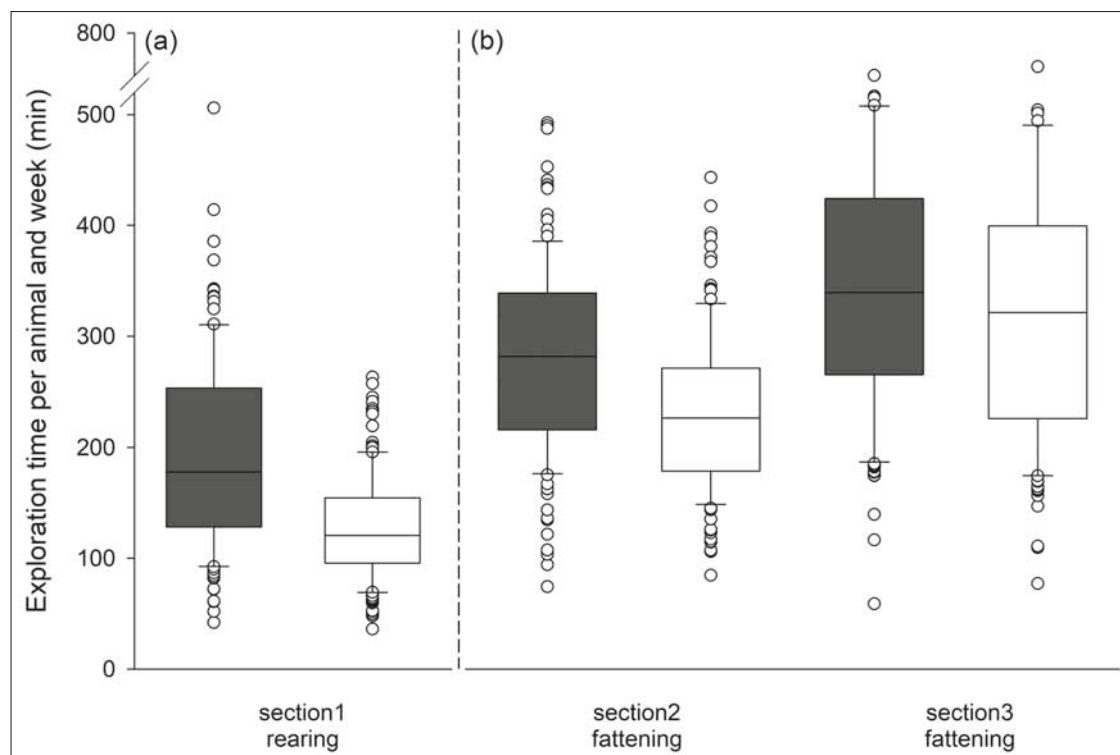 800
(a)
(b)
500
400
300
200
100
0
Exploration time per animal and week (min)
section1
rearing
section2
fattening
section3
fattening